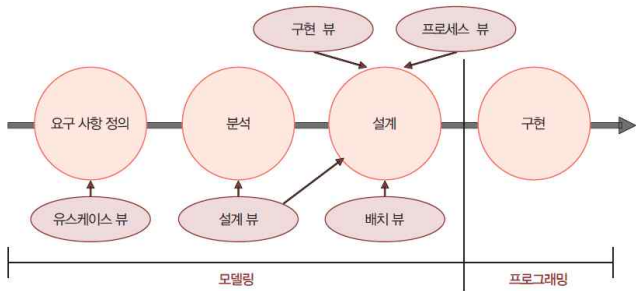 구현 뷰
프로세스 뷰
요구 사항 정의
분석
설계
구현
유스케이스 뷰
설계 뷰
배치 뷰
모델링
프로그래밍